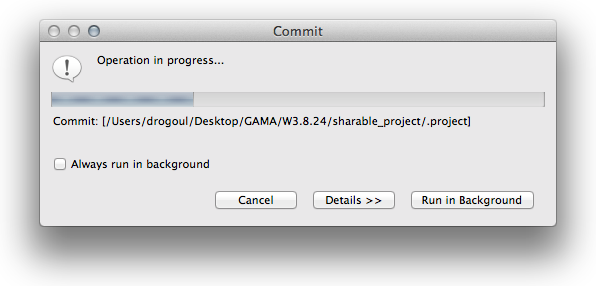 Commit
Operation in progress...
Commit: [/Users/drogoul/Desktop/GAMA/W3.8.24/sharable_project/.project]
Always run in background
Cancel
Details >>
Run in Background